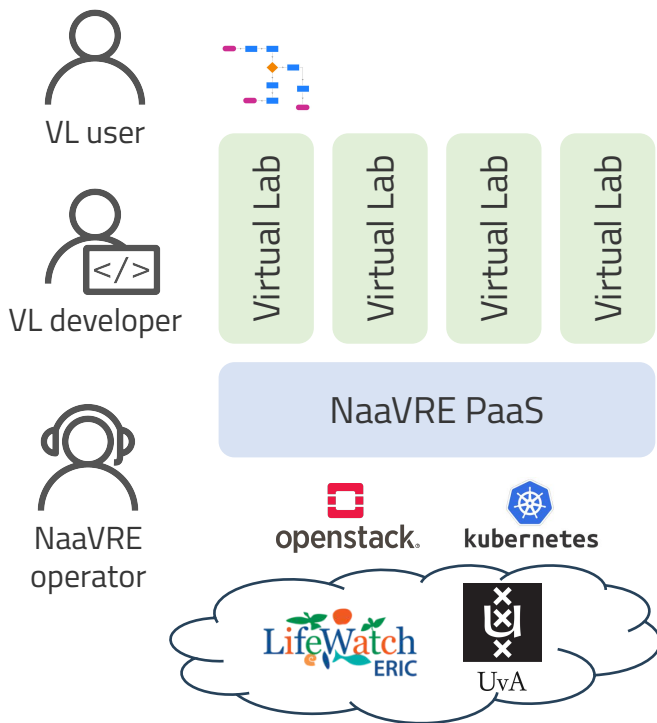 VL user
Virtual Lab
Virtual Lab
Virtual Lab
Virtual Lab
</>
VL developer
NaaVRE PaaS
NaaVRE
operator
openstack.
kubernetes
LifeWatch
ERIC
U
UvA